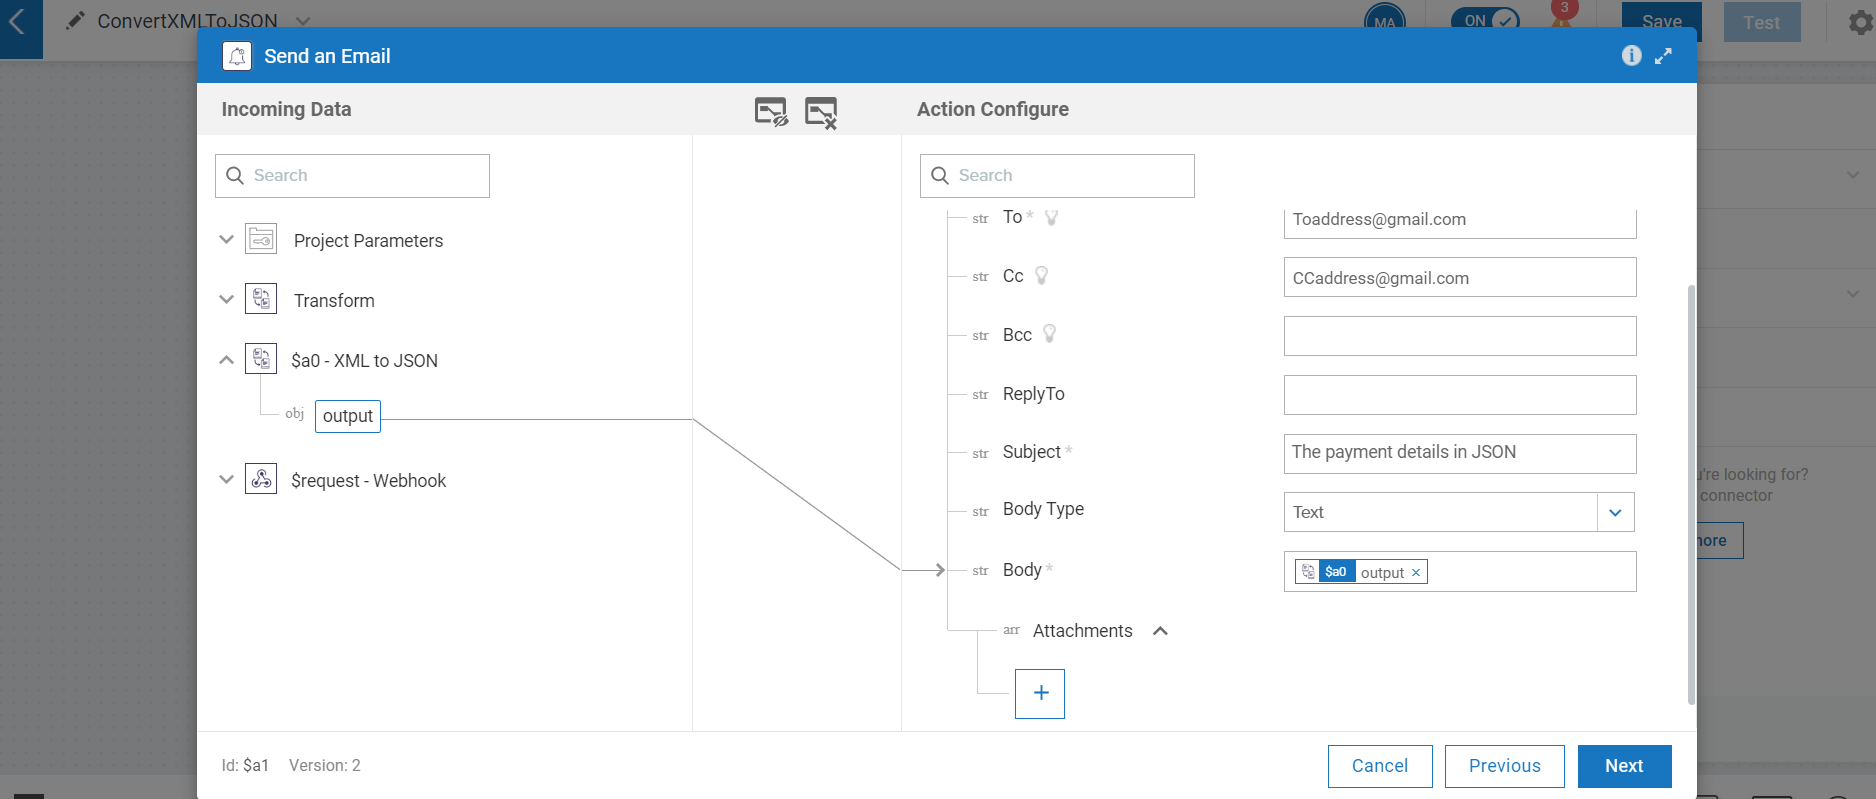 ConvertXMLToJSON
MA
ON
3
Save
Test
Send an Email
Incoming Data
Action Configure
Search
Search
Project Parameters
Transform
$a0 - XML to JSON
obj output
$request - Webhook
str To * Toaddress@gmail.com
str Cc CCaddress@gmail.com
str Bcc
str ReplyTo
str Subject * The payment details in JSON
str Body Type Text
str Body * $a0 output ×
arr Attachments
+
u're looking for?
connector
nore
Id: $a1 Version: 2
Cancel
Previous
Next